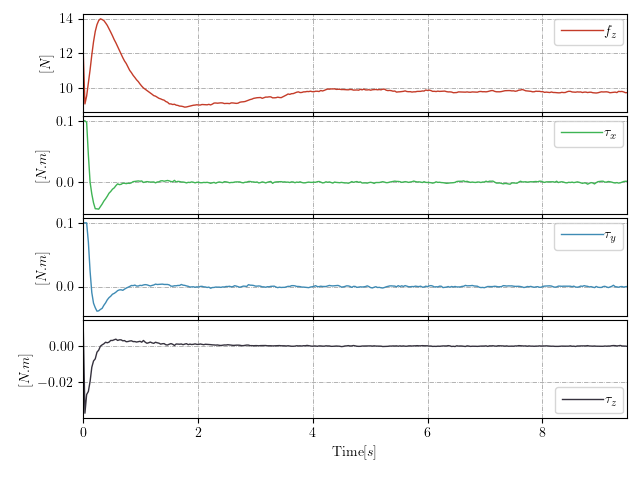 14
12
10
[N]
f_z
0.1
0.0
[N.m]
τ_x
0.1
0.0
[N.m]
τ_y
0.00
−0.02
[N.m]
τ_z
0 2 4 6 8
Time[s]